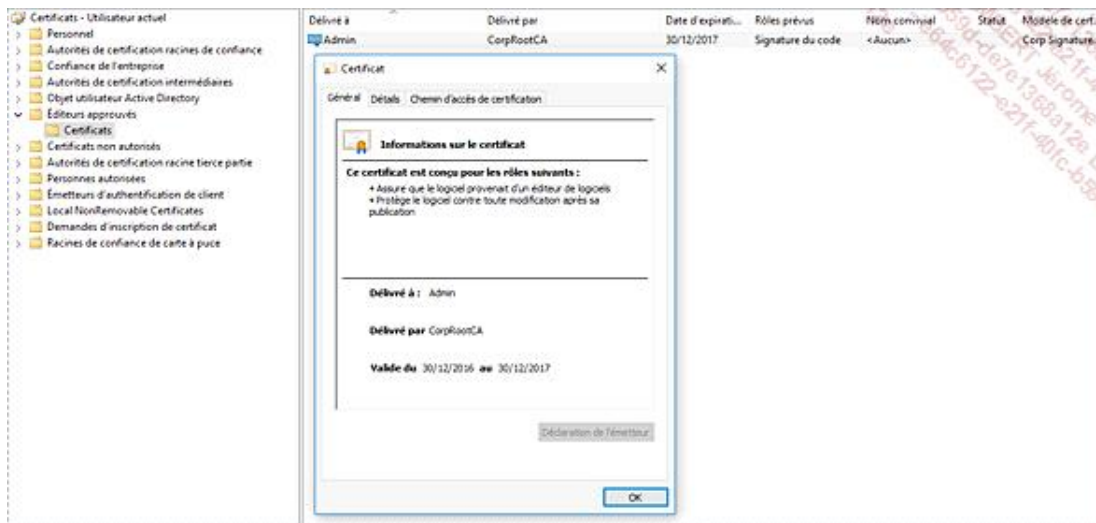 Certificats - Utilisateur actuel
Personnel
Autorités de certification racines de confiance
Confiance de l'entreprise
Autorités de certification intermédiaires
Objet utilisateur Active Directory
Éditeurs approuvés
Certificats
Certificats non autorisés
Autorités de certification racine tierce partie
Personnes autorisées
Émetteurs d'authentification de client
Local NonRemovable Certificates
Demandes d'inscription de certificat
Racines de confiance de carte à puce
Délivré à Délivré par Date d'expirati... Rôles prévus Nom convivial Statut Modèle de cert.
Admin CorpRootCA 30/12/2017 Signature du code <Aucun> Corp Signature
Certificat
Général Détails Chemin d'accès de certification
Informations sur le certificat
Ce certificat est conçu pour les rôles suivants :
• Assure que le logiciel provenait d'un éditeur de logiciels
• Protège le logiciel contre toute modification après sa
publication
Délivré à : Admin
Délivré par CorpRootCA
Valide du 30/12/2016 au 30/12/2017
Déclaration de l'émetteur
OK